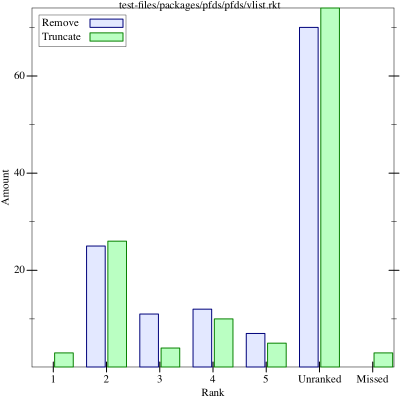 test-files/packages/pfds/pfds/vlist.rkt
Remove
Truncate
60
40
20
Amount
1 2 3 4 5 Unranked Missed
Rank